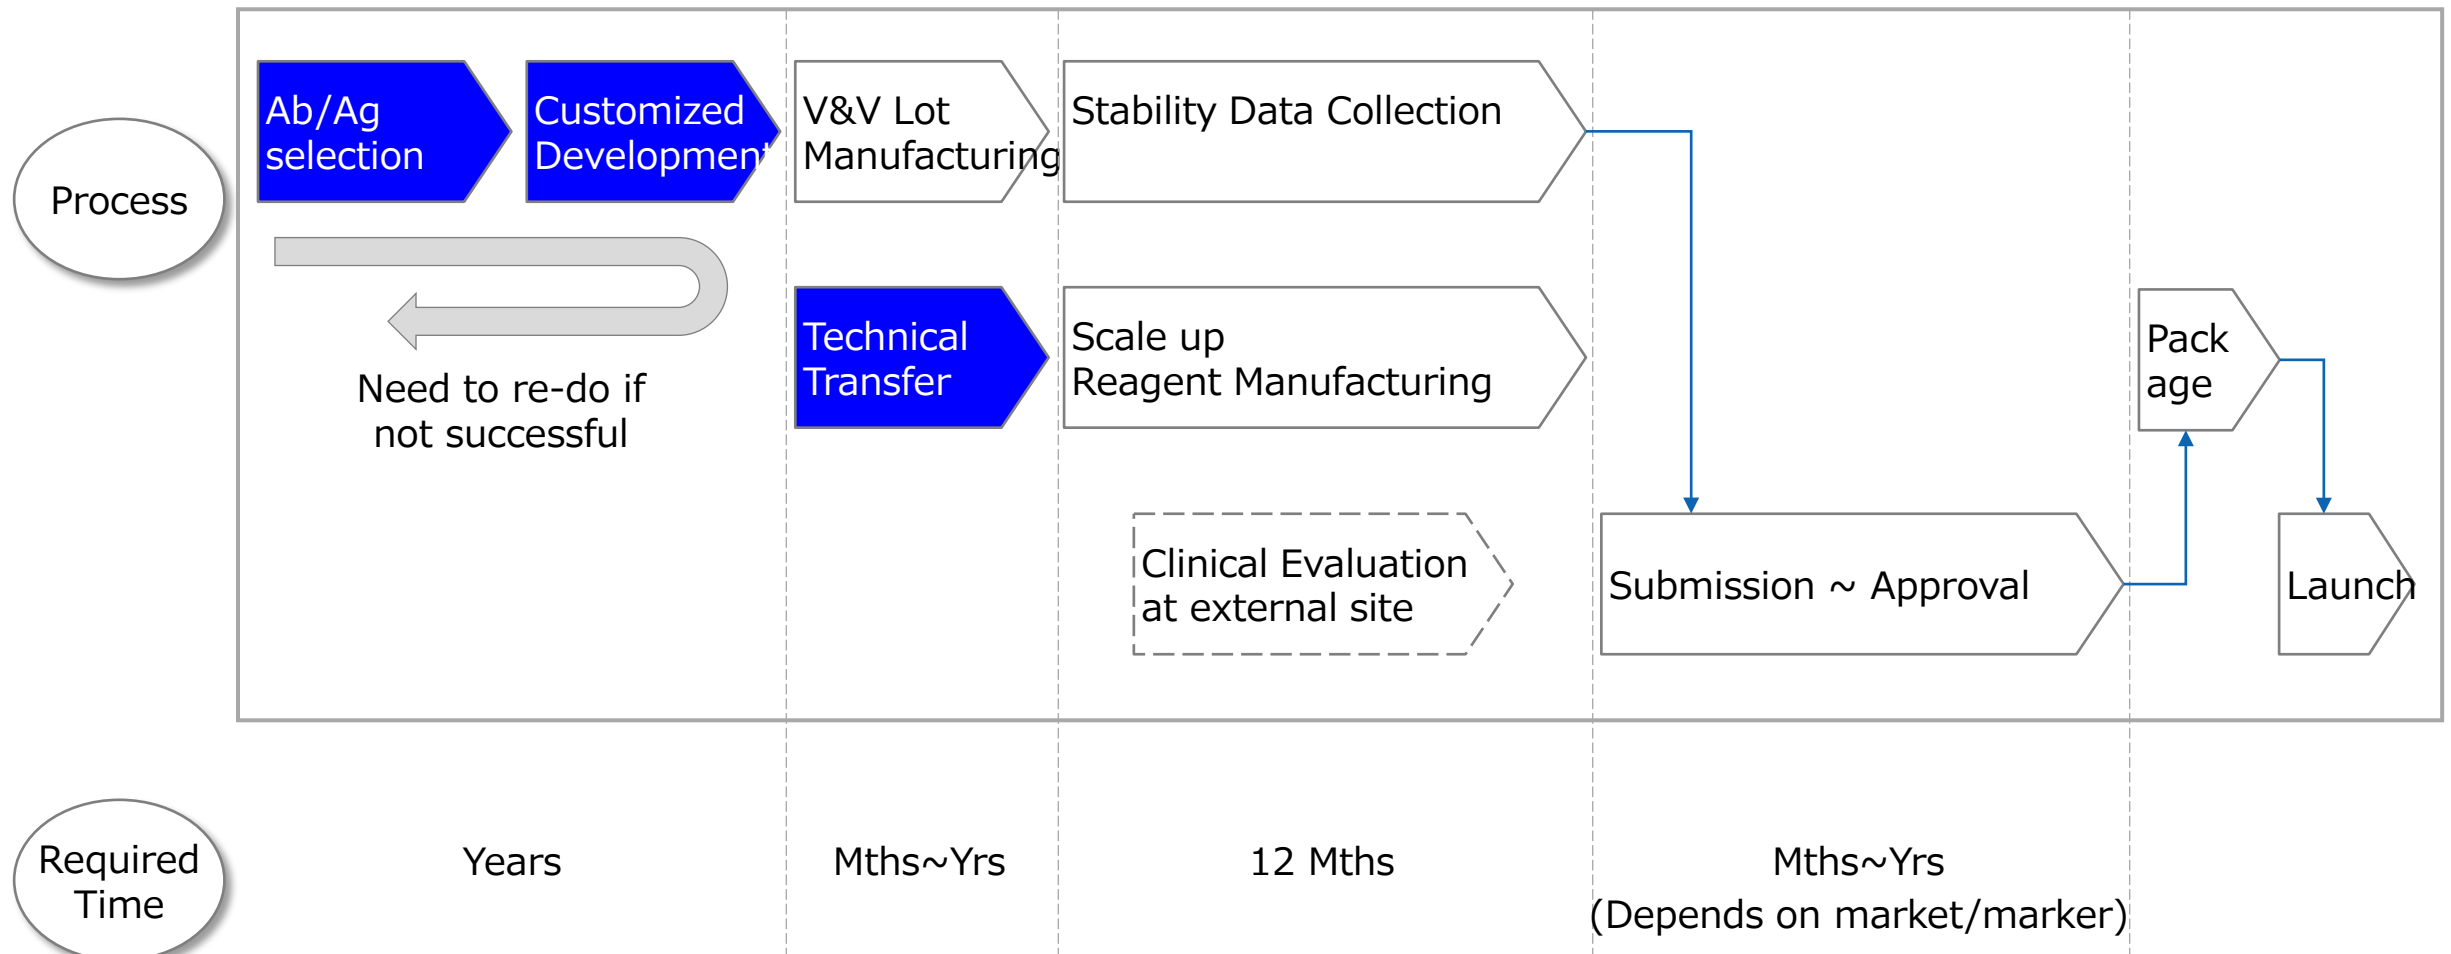 Process
Ab/Ag
selection
Customized
Development
V&V Lot
Manufacturing
Stability Data Collection
Need to re-do if
not successful
Technical
Transfer
Scale up
Reagent Manufacturing
Clinical Evaluation
at external site
Submission ~ Approval
Pack
age
Launch
Required
Time
Years
Mths~Yrs
12 Mths
Mths~Yrs
(Depends on market/marker)